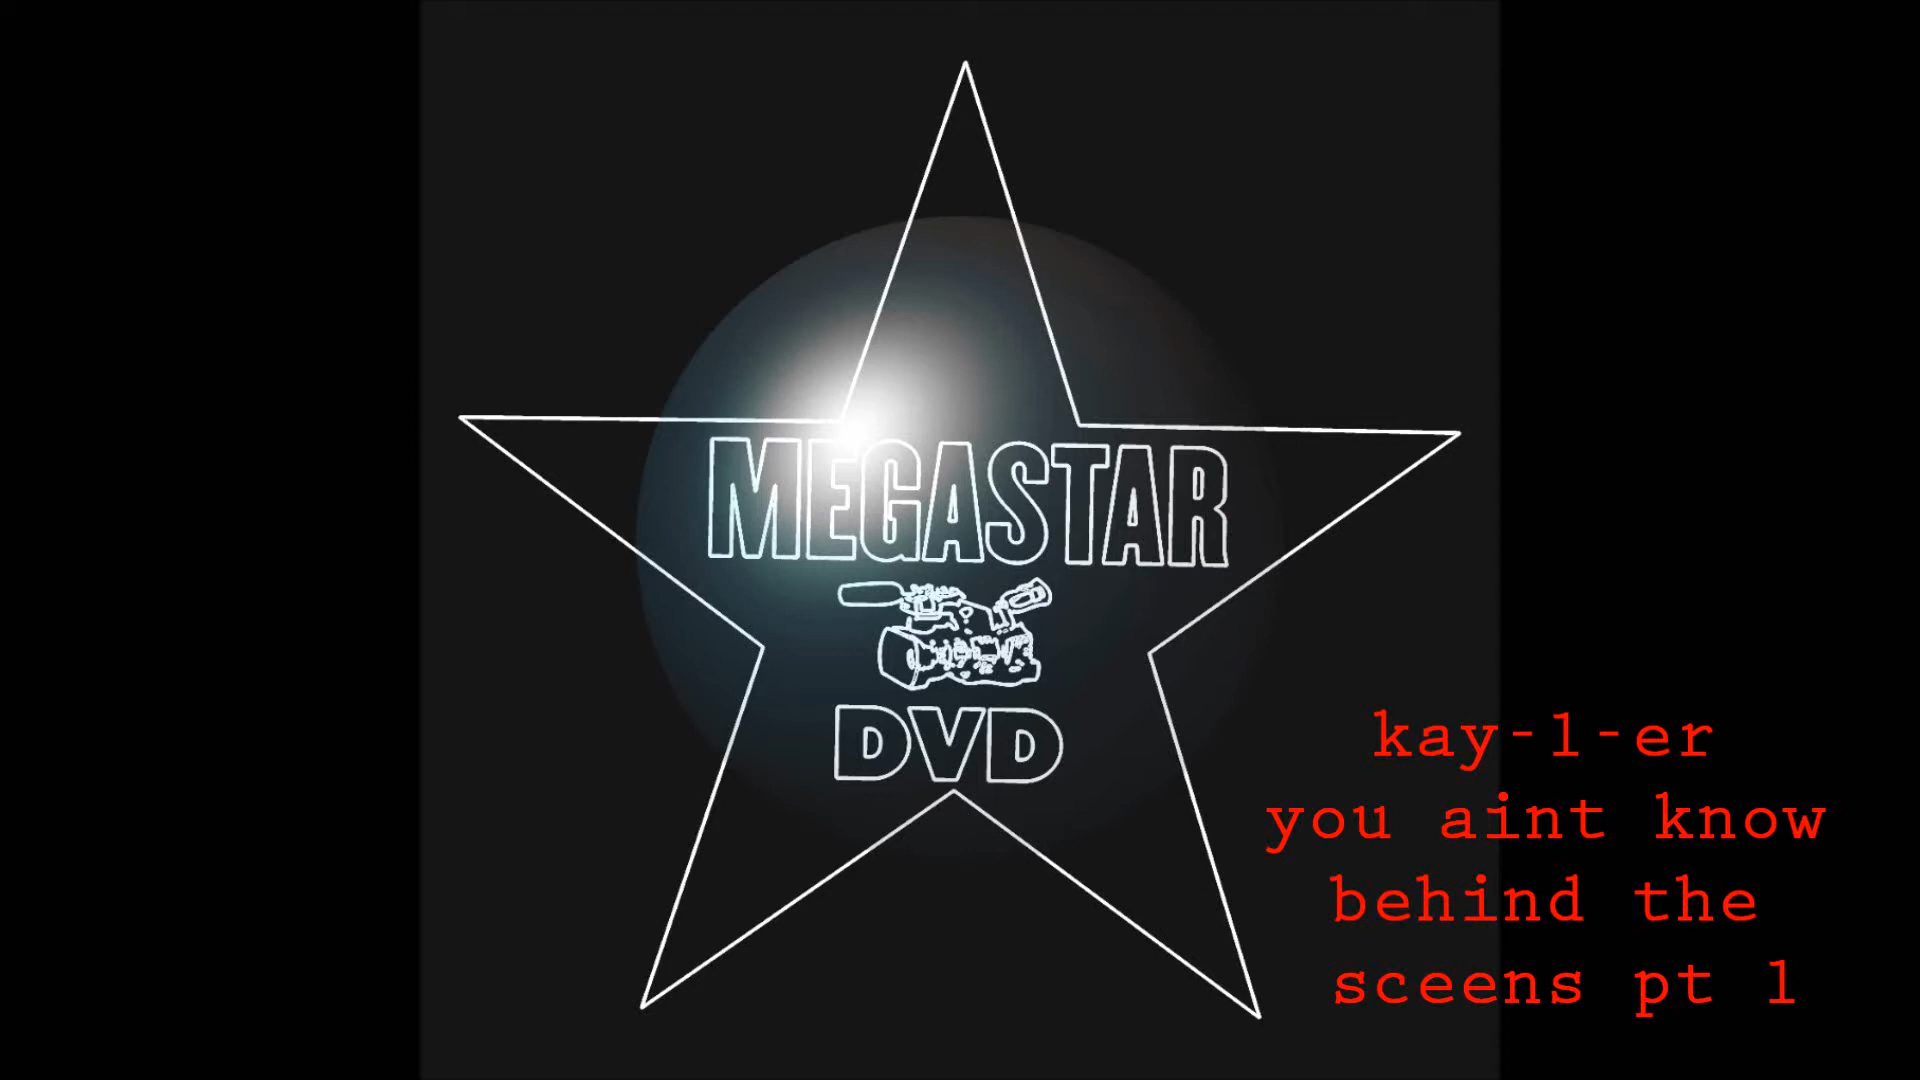 MEGASTAR
DVD
kay-l-er
you aint know
behind the
sceens pt 1